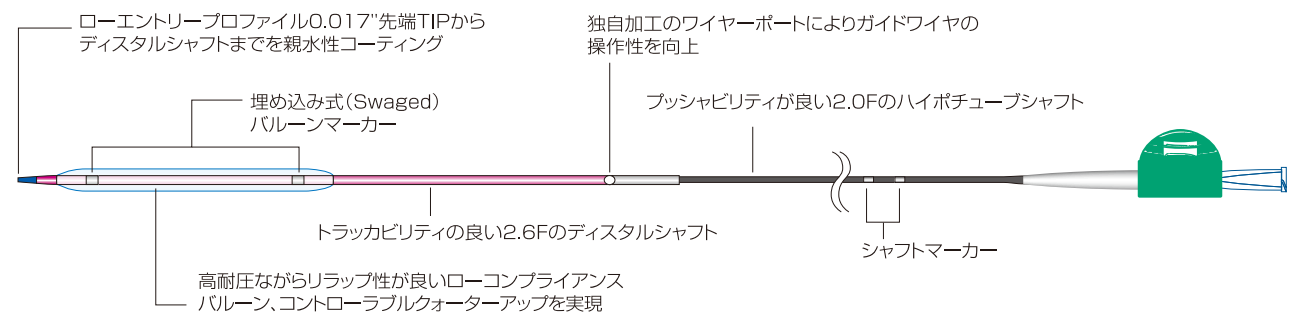 ローエントリープロファイル0.017"先端TIPから
ディスタルシャフトまでを親水性コーティング
独自加工のワイヤーポートによりガイドワイヤの
操作性を向上
埋め込み式(Swaged)
バルーンマーカー
プッシャビリティが良い2.0Fのハイポチューブシャフト
トラッカビリティの良い2.6Fのディスタルシャフト
シャフトマーカー
高耐圧ながらリラップ性が良いローコンプライアンス
バルーン、コントローラブルクォーターアップを実現